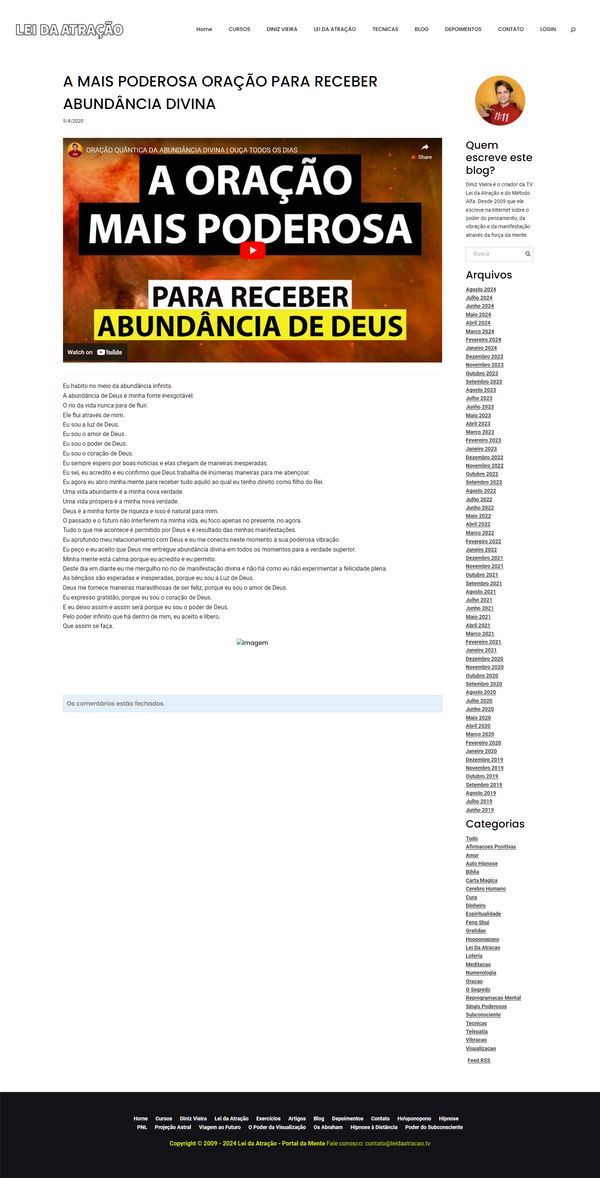 LEI DA ATRAÇÃO
Home CURSOS DINIZ VIEIRA LEI DA ATRAÇÃO TECNICAS BLOG DEPOIMENTOS CONTATO LOGIN
A MAIS PODEROSA ORAÇÃO PARA RECEBER
ABUNDÂNCIA DIVINA
5/4/2020
ORAÇÃO QUÂNTICA DA ABUNDÂNCIA DIVINA | OUÇA TODOS OS DIAS
Share
A ORAÇÃO
MAIS PODEROSA
PARA RECEBER
ABUNDÂNCIA DE DEUS
Watch on YouTube
Eu habito no meio da abundância infinita.
A abundância de Deus é minha fonte inesgotável.
O rio da vida nunca para de fluir.
Ele flui através de mim.
Eu sou a luz de Deus.
Eu sou o amor de Deus.
Eu sou o poder de Deus.
Eu sou o coração de Deus.
Eu sempre espero por boas notícias e elas chegam de maneiras inesperadas.
Eu sei, eu acredito e eu confirmo que Deus trabalha de inúmeras maneiras para me abençoar.
Eu agora eu abro minha mente para receber tudo aquilo ao qual eu tenho direito como filho do Rei.
Uma vida abundante é a minha nova verdade.
Uma vida próspera é a minha nova verdade.
Deus é a minha fonte de riqueza e isso é natural para mim.
O passado e o futuro não interferem na minha vida, eu foco apenas no presente, no agora.
Tudo o que me acontece é permitido por Deus e é resultado das minhas manifestações.
Eu aprofundo meu relacionamento com Deus e eu me conecto neste momento à sua poderosa vibração.
Eu peço e eu aceito que Deus me entregue abundância divina em todos os momentos para a verdade superior.
Minha mente está calma porque eu acredito e eu permito.
Deste dia em diante eu me mergulho no rio de manifestação divina e não há como eu não experimentar a felicidade plena.
As bênçãos são esperadas e inesperadas, porque eu sou a Luz de Deus.
Deus me fornece maneiras maravilhosas de ser feliz, porque eu sou o amor de Deus.
Eu expresso gratidão, porque eu sou o coração de Deus.
E eu deixo assim e assim será porque eu sou o poder de Deus.
Pelo poder infinito que há dentro de mim, eu aceito e libero.
Que assim se faça.
Imagem
Os comentários estão fechados.
11:11
Quem
escreve este
blog?
Diniz Vieira é o criador da TV
Lei da Atração e do Método
Alfa. Desde 2009 que ele
escreve na Internet sobre o
poder do pensamento, da
vibração e da manifestação
através da força da mente.
Busca
Arquivos
Agosto 2024
Julho 2024
Junho 2024
Maio 2024
Abril 2024
Março 2024
Fevereiro 2024
Janeiro 2024
Dezembro 2023
Novembro 2023
Outubro 2023
Setembro 2023
Agosto 2023
Julho 2023
Junho 2023
Maio 2023
Abril 2023
Março 2023
Fevereiro 2023
Janeiro 2023
Dezembro 2022
Novembro 2022
Outubro 2022
Setembro 2022
Agosto 2022
Julho 2022
Junho 2022
Maio 2022
Abril 2022
Março 2022
Fevereiro 2022
Janeiro 2022
Dezembro 2021
Novembro 2021
Outubro 2021
Setembro 2021
Agosto 2021
Julho 2021
Junho 2021
Maio 2021
Abril 2021
Março 2021
Fevereiro 2021
Janeiro 2021
Dezembro 2020
Novembro 2020
Outubro 2020
Setembro 2020
Agosto 2020
Julho 2020
Junho 2020
Maio 2020
Abril 2020
Março 2020
Fevereiro 2020
Janeiro 2020
Dezembro 2019
Novembro 2019
Outubro 2019
Setembro 2019
Agosto 2019
Julho 2019
Junho 2019
Categorias
Tudo
Afirmacoes Positivas
Amor
Auto Hipnose
Biblia
Carta Magica
Cerebro Humano
Cura
Dinheiro
Espiritualidade
Feng Shui
Gratidao
Hooponopono
Lei Da Atracao
Loteria
Meditacao
Numerologia
Oracao
O Segredo
Reprogramacao Mental
Sinais Poderosos
Subconsciente
Tecnicas
Telepatia
Vibracao
Visualizacao
Feed RSS
Home Cursos Diniz Vieira Lei da Atração Exercicios Artigos Blog Depoimentos Contato Ho'oponopono Hipnose
PNL Projeção Astral Viagem ao Futuro O Poder da Visualização Os Abraham Hipnose à Distância Poder do Subconsciente
Copyright © 2009 - 2024 Lei da Atração - Portal da Mente Fale conosco: contato@leidaatracao.tv